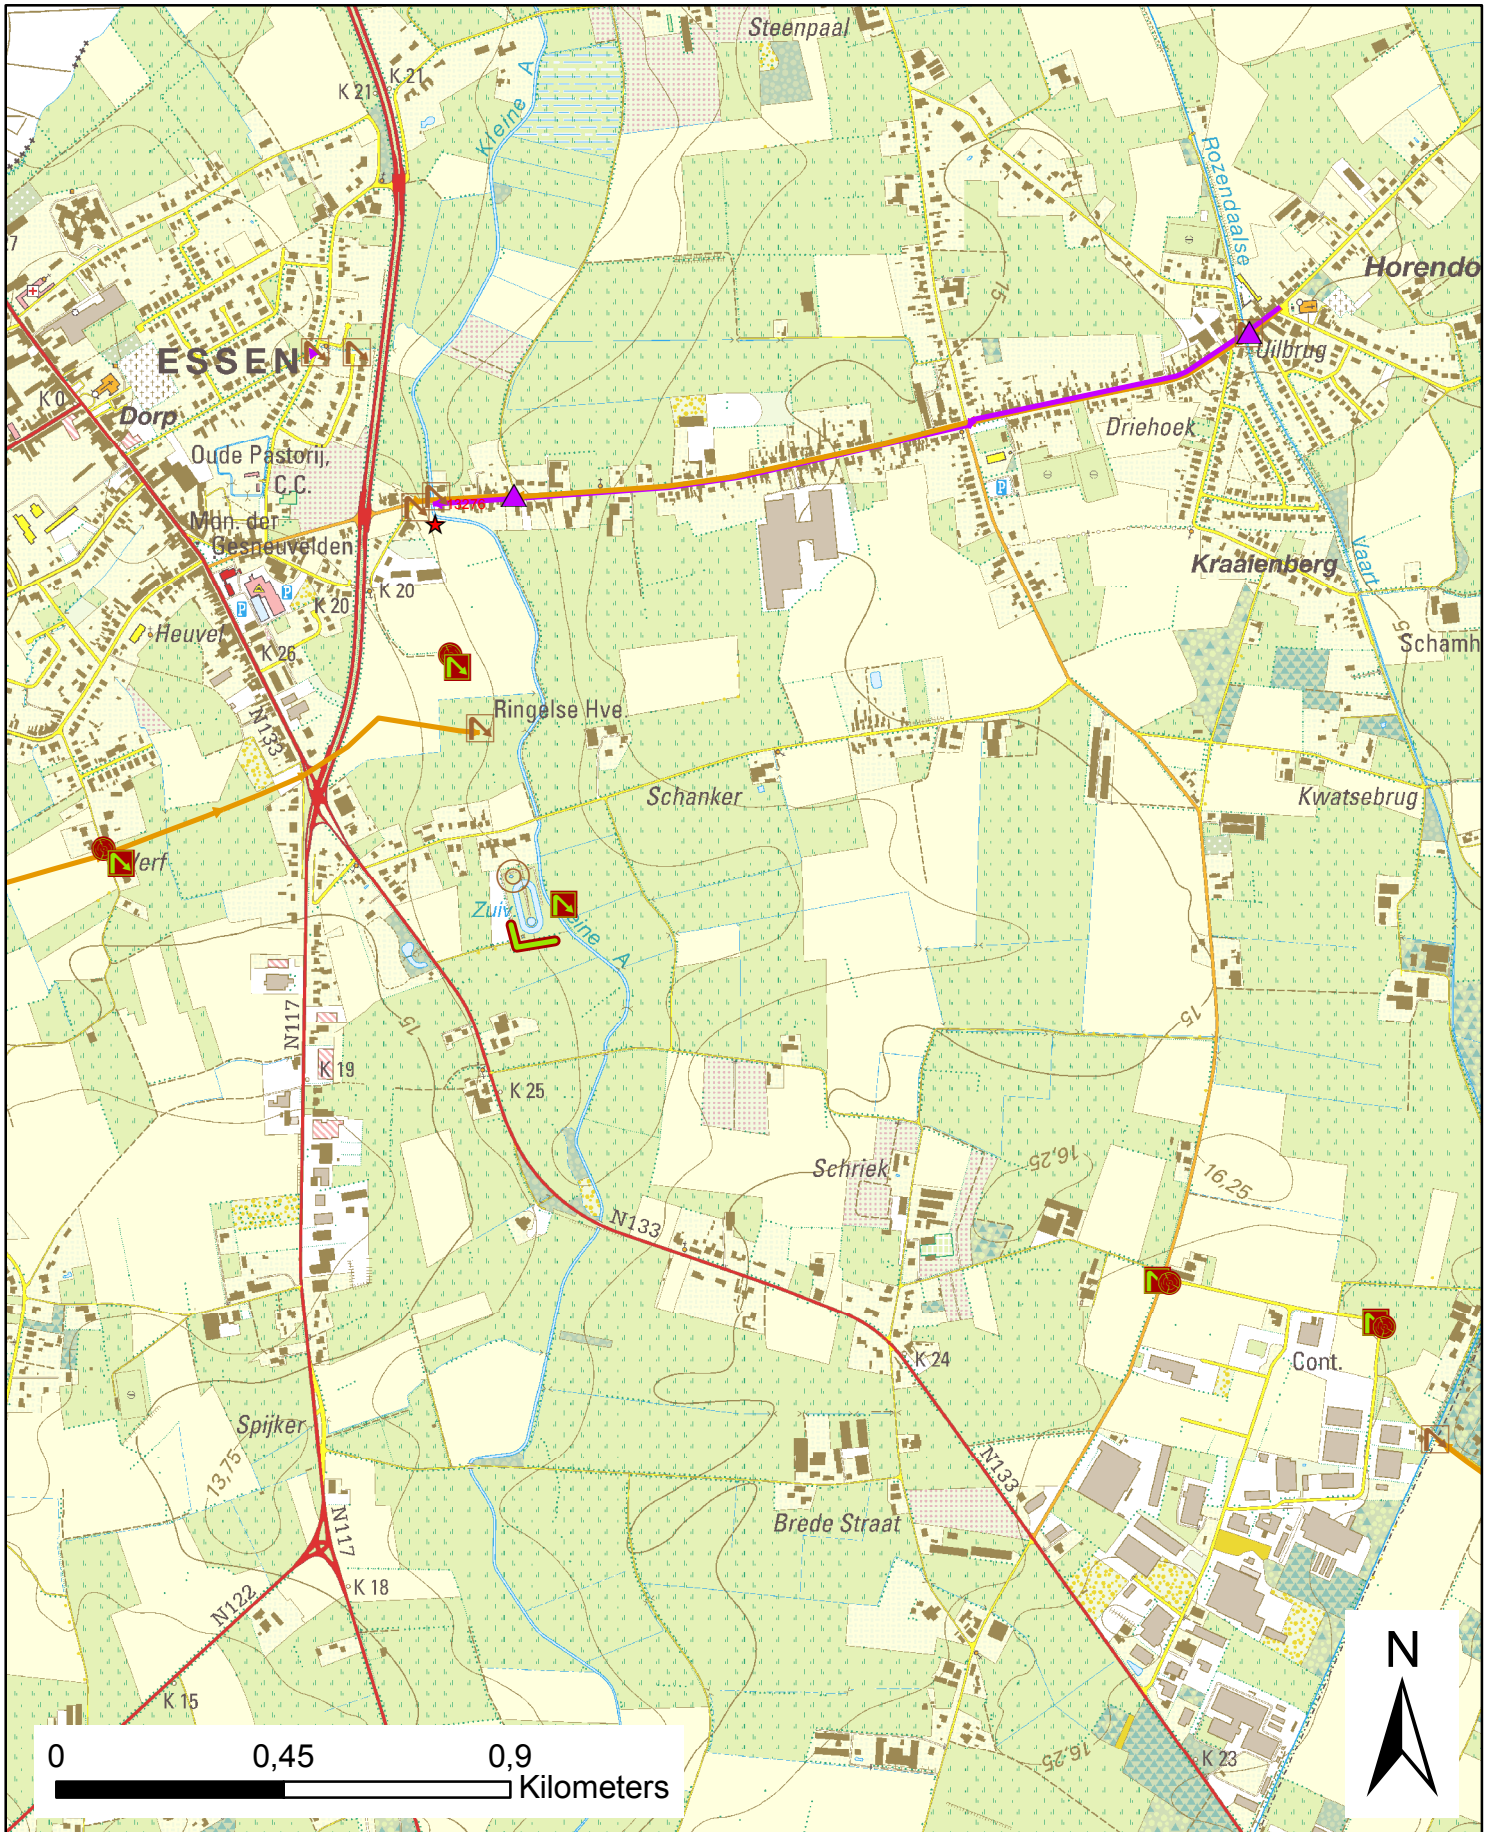 Steenpaal
K 21
K 21
Kleine A
Rozendaalse
Horendo
15
ESSEN
Uilbrug
K 0
Dorp
Driehoek
Oude Pastorij,
C.C.
Mon. der
Gesneuvelden
Kraaienberg
Vaart
K 20
K 20
Heuvel
K 26
15
Schamh
N133
Ringelse Hve
Schanker
Kwatsebrug
Werf
Zuiv.
eine A
N117
15
15
K 19
K 25
Schriek
16,25
16,25
N133
K 24
Cont.
Spijker
13,75
N133
Brede Straat
N117
K 18
N122
N
K 15
16,25
K 23
0
0,45
0,9
Kilometers